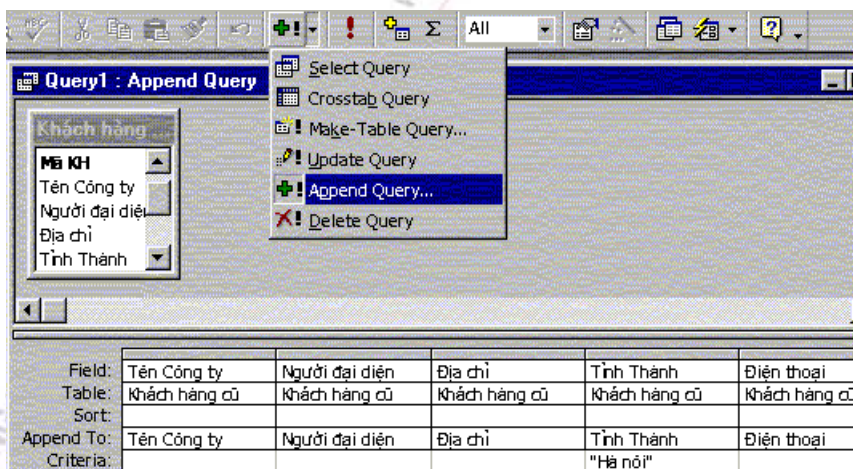 All
Query1 : Append Query
Select Query
Crosstab Query
Make-Table Query...
Update Query
Append Query...
Delete Query
Khách hàng ...
Mã KH
Tên Công ty
Người đại diện
Địa chỉ
Tỉnh Thành
Field: Tên Công ty Người đại diện Địa chỉ Tỉnh Thành Điện thoại
Table: Khách hàng cũ Khách hàng cũ Khách hàng cũ Khách hàng cũ Khách hàng cũ
Sort:
Append To: Tên Công ty Người đại diện Địa chỉ Tỉnh Thành Điện thoại
Criteria: "Hà nội"